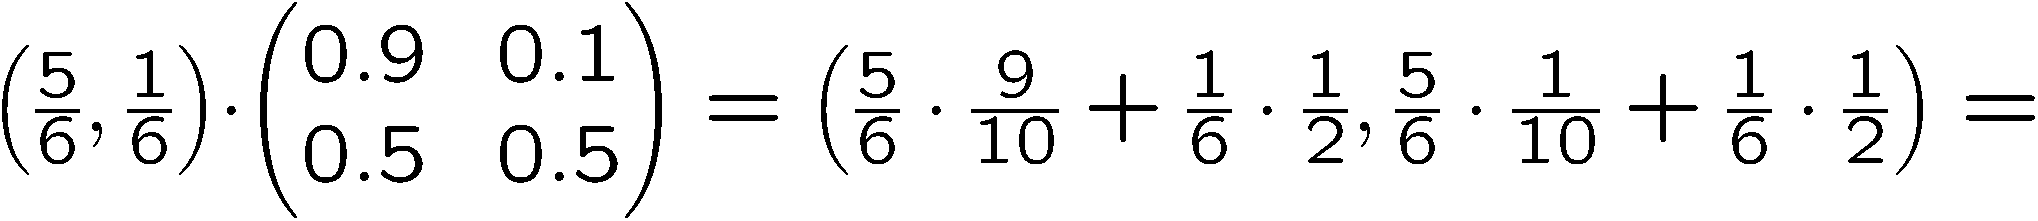 (5/6, 1/6) · (0.9 0.1; 0.5 0.5) = (5/6 · 9/10 + 1/6 · 1/2, 5/6 · 1/10 + 1/6 · 1/2) =